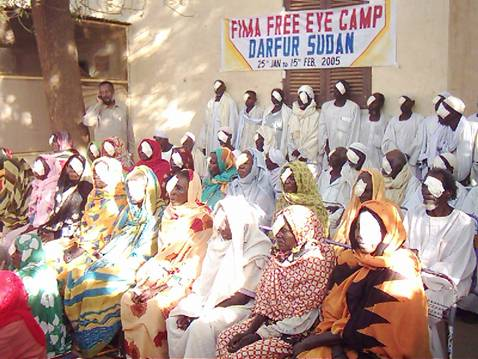 FIMA FREE EYE CAMP
DARFUR SUDAN
25th JAN to 15th FEB. 2005